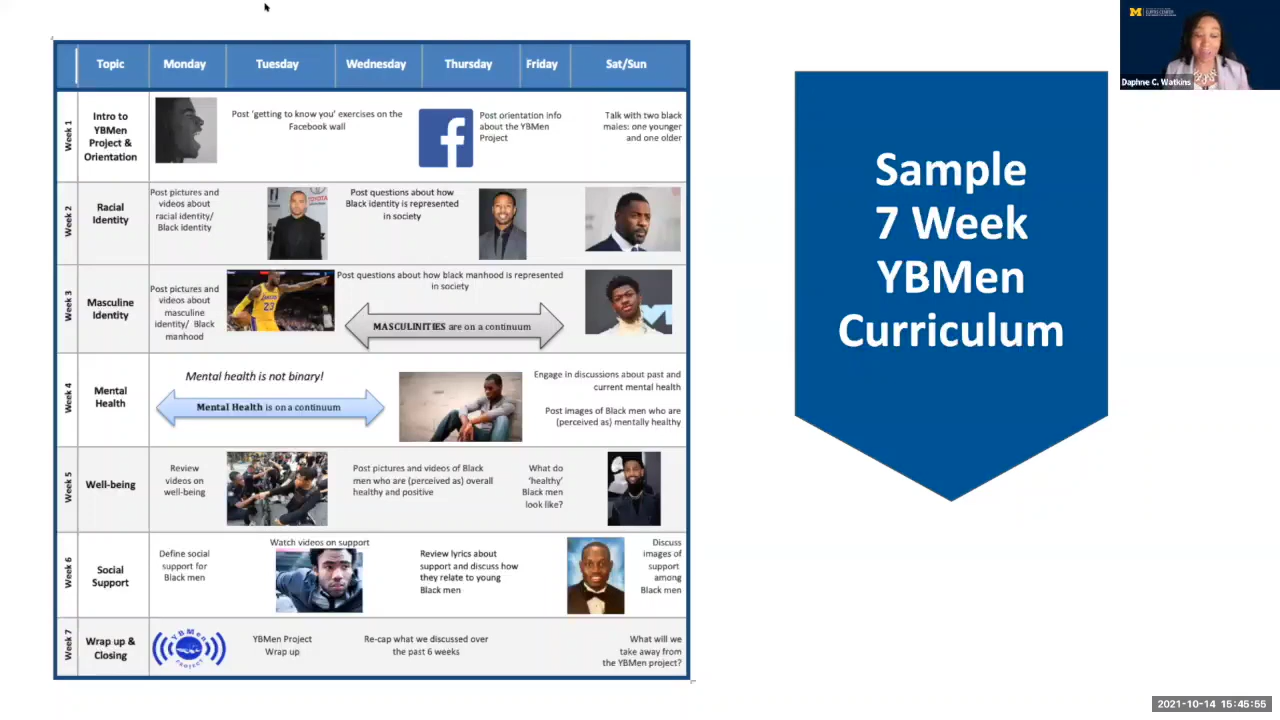 Topic
Monday
Tuesday
Wednesday
Thursday
Friday
Sat/Sun
Week 1
Intro to
YBMen
Project &
Orientation
Post ‘getting to know you’ exercises on the
Facebook wall
f
Post orientation info
about the YBMen
Project
Talk with two black
males: one younger
and one older
Week 2
Racial
Identity
Post pictures and
videos about
racial identity/
Black identity
TOYOTA
Post questions about how
Black identity is represented
in society
Week 3
Masculine
Identity
Post pictures and
videos about
masculine
identity/ Black
manhood
23
Post questions about how black manhood is represented
in society
MASCULINITIES are on a continuum
Week 4
Mental
Health
Mental health is not binary!
Mental Health is on a continuum
Engage in discussions about past and
current mental health
Post images of Black men who are
(perceived as) mentally healthy
Week 5
Well-being
Review
videos on
well-being
Post pictures and videos of Black
men who are (perceived as) overall
healthy and positive
What do
‘healthy’
Black men
look like?
Week 6
Social
Support
Define social
support for
Black men
Watch videos on support
Review lyrics about
support and discuss how
they relate to young
Black men
Discuss
images of
support
among
Black men
Week 7
Wrap up &
Closing
YBMen
PROJECT
YBMen Project
Wrap up
Re-cap what we discussed over
the past 6 weeks
What will we
take away from
the YBMen project?
Sample
7 Week
YBMen
Curriculum
M
Daphne C. Watkins
2021-10-14 15:45:55